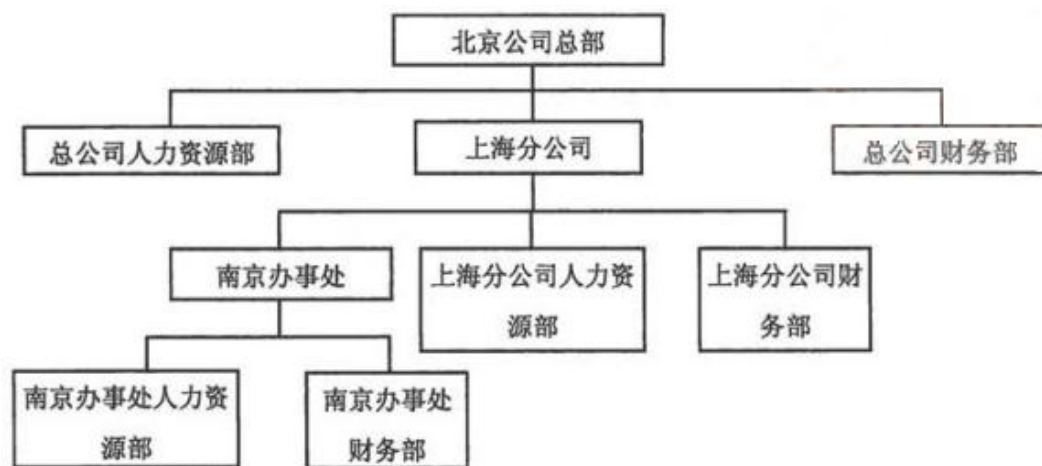 北京公司总部
总公司人力资源部
上海分公司
总公司财务部
南京办事处
上海分公司人力资
源部
上海分公司财
务部
南京办事处人力资
源部
南京办事处
财务部